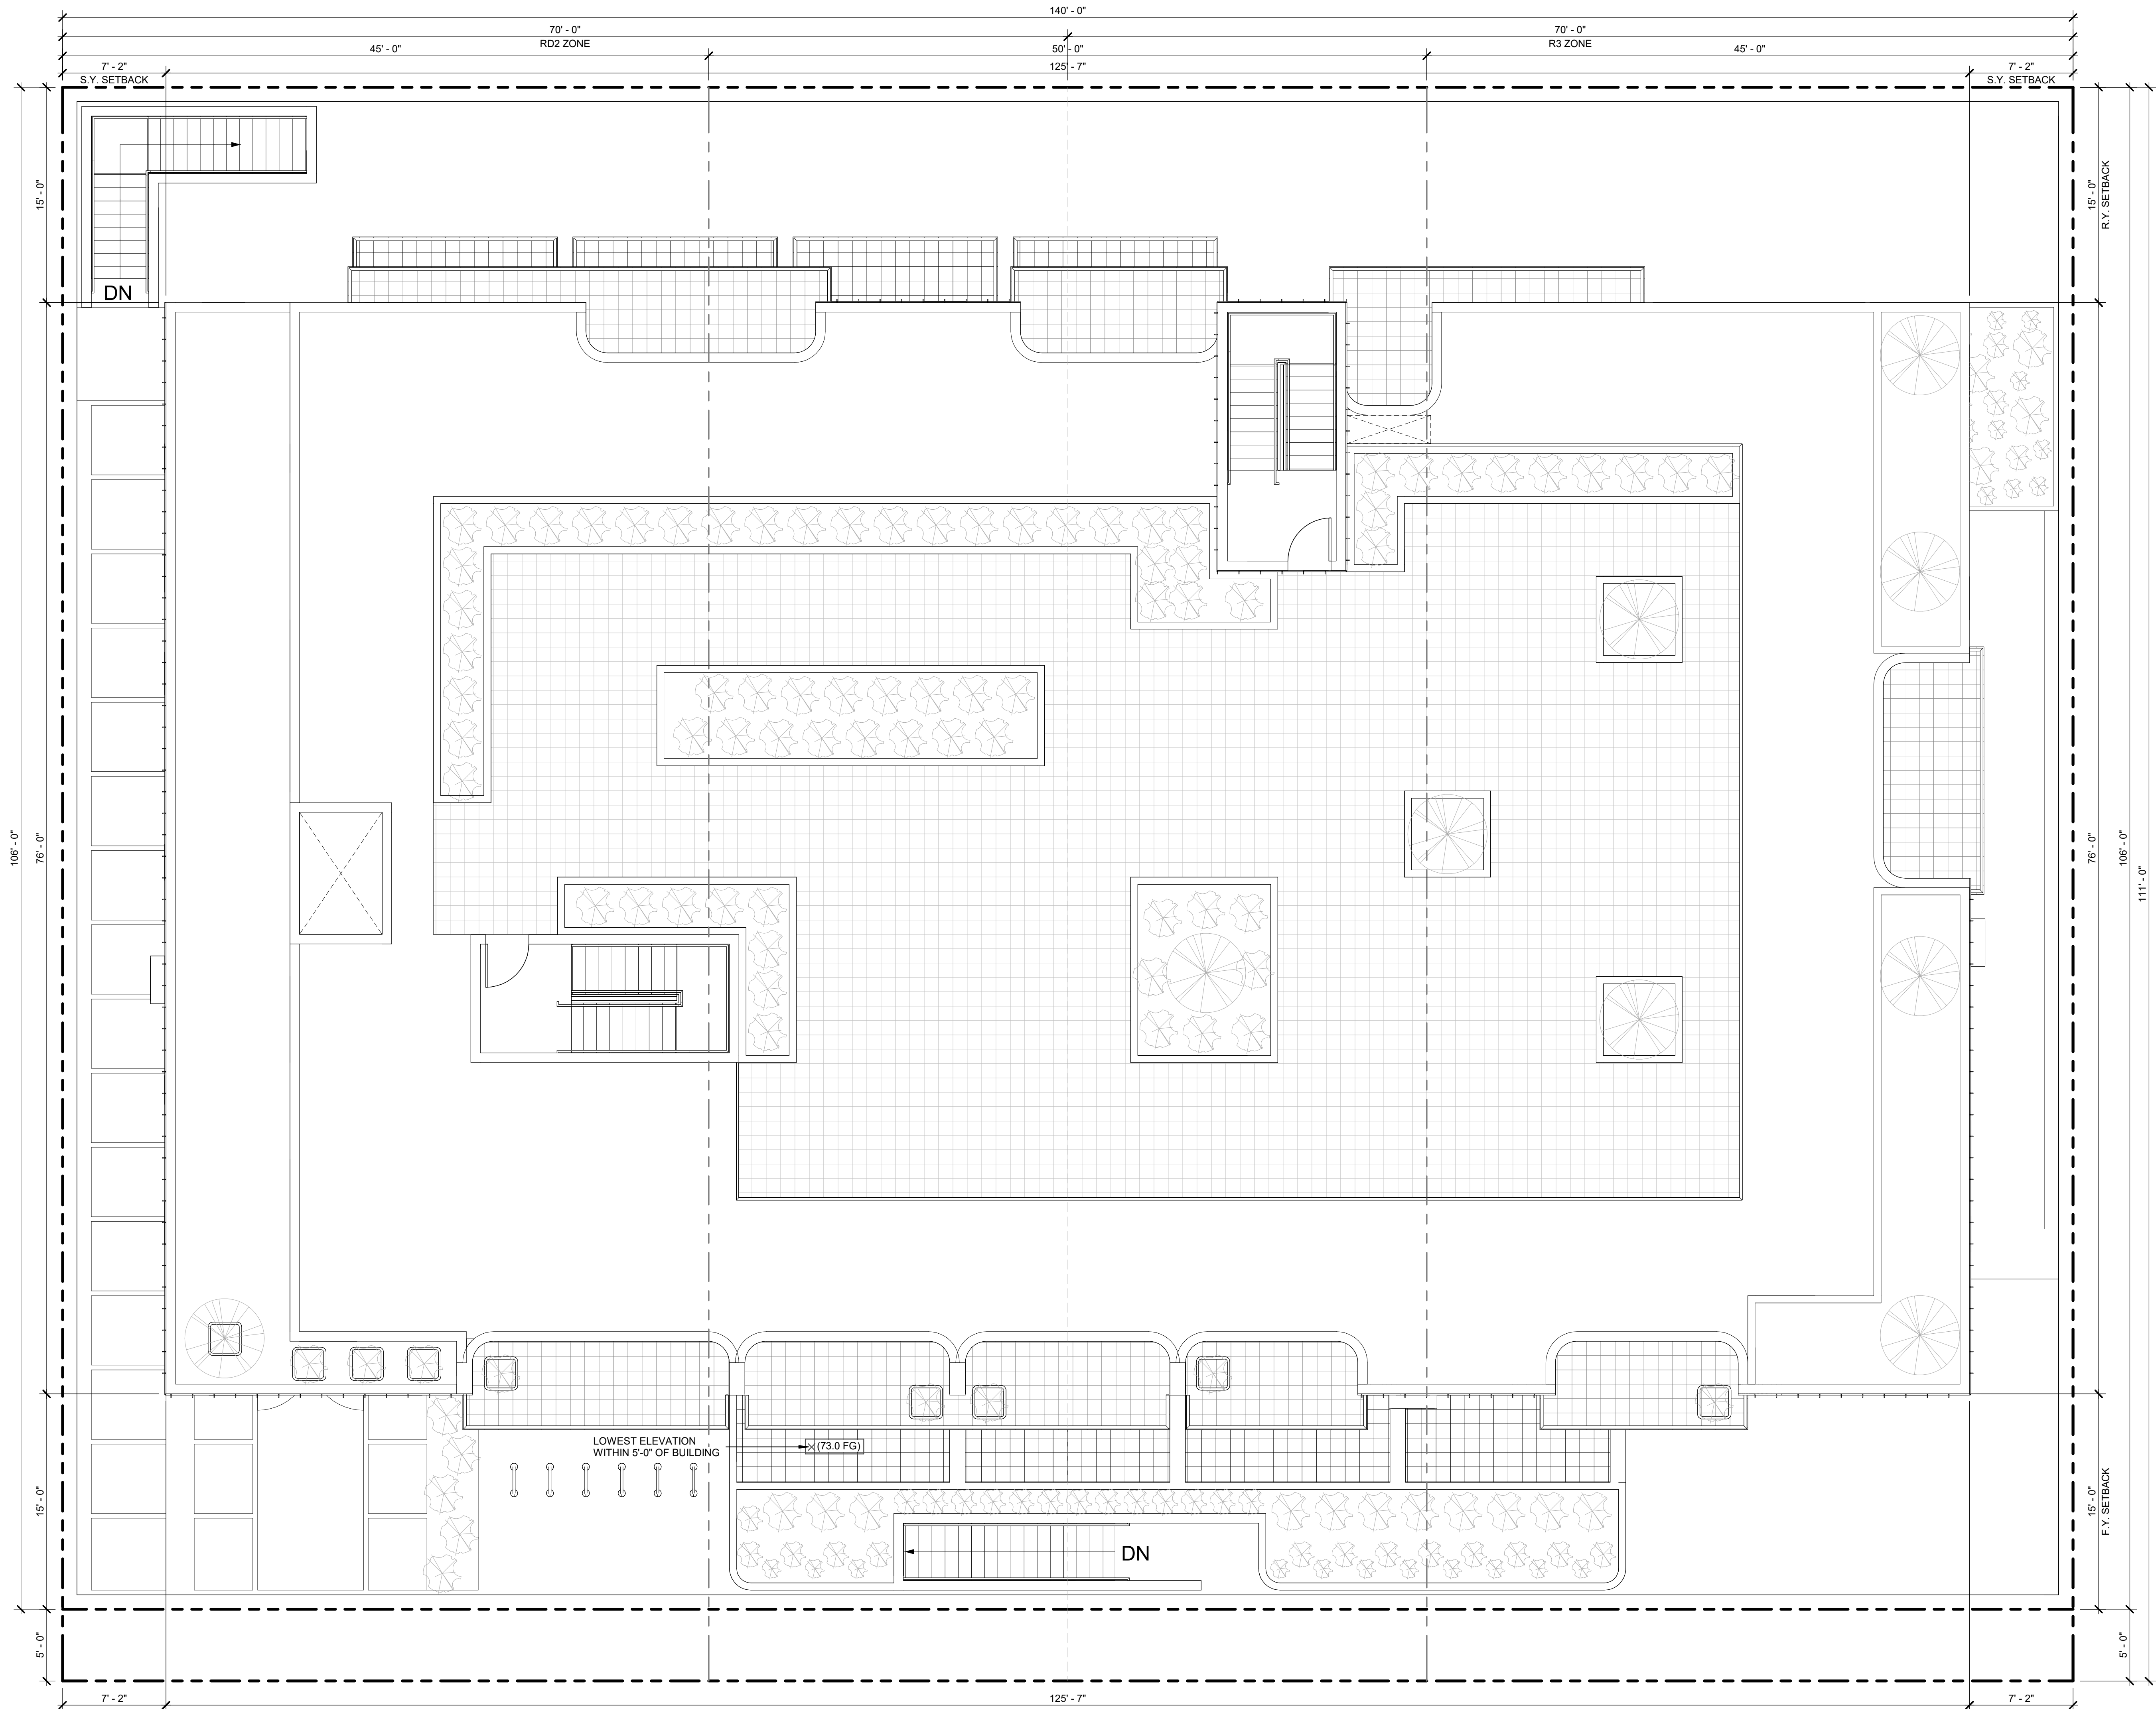 140' - 0"
70' - 0"
70' - 0"
RD2 ZONE
R3 ZONE
45' - 0"
50' - 0"
45' - 0"
7' - 2"
125' - 7"
7' - 2"
S.Y. SETBACK
S.Y. SETBACK
15' - 0"
15' - 0"
R.Y. SETBACK
DN
106' - 0"
76' - 0"
76' - 0"
106' - 0"
111' - 0"
LOWEST ELEVATION
WITHIN 5'-0" OF BUILDING
(73.0 FG)
15' - 0"
15' - 0"
F.Y. SETBACK
DN
5' - 0"
5' - 0"
7' - 2"
125' - 7"
7' - 2"